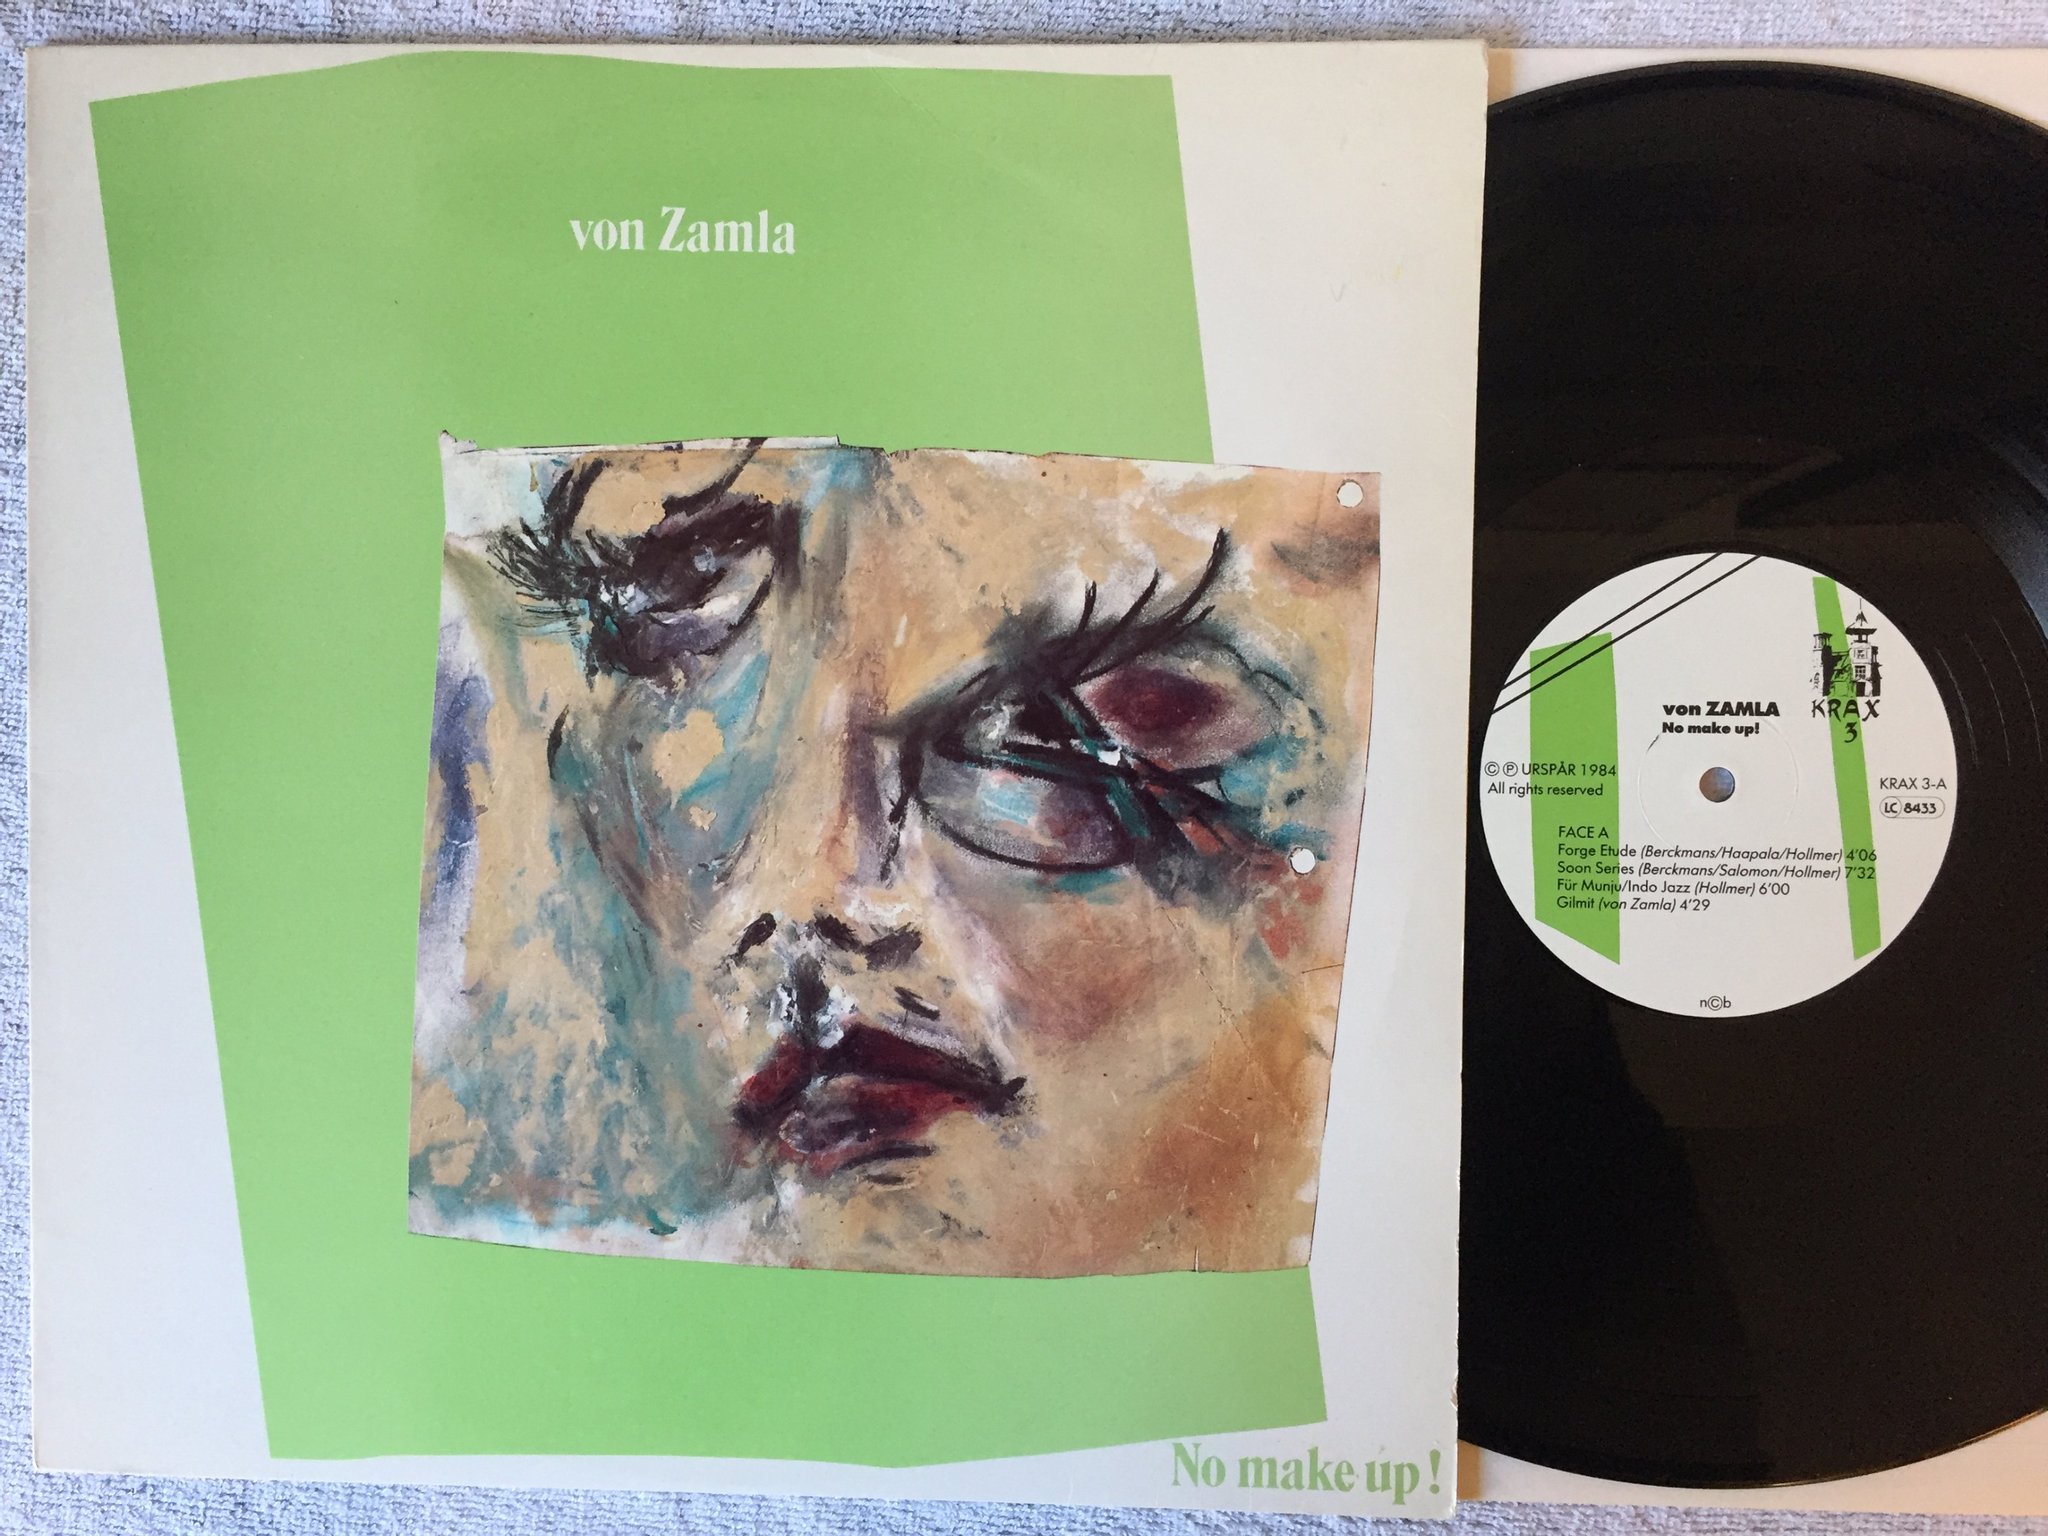 von Zamla
No make up!
KRAX
3
von ZAMLA
No make up!
©℗ URSPÅR 1984
All rights reserved
KRAX 3-A
LC 8433
FACE A
Forge Etude (Berckmans/Haapala/Hollmer) 4'06
Soon Series (Berckmans/Salomon/Hollmer) 7'32
Für Munju/Indo Jazz (Hollmer) 6'00
Gilmit (von Zamla) 4'29
n©b